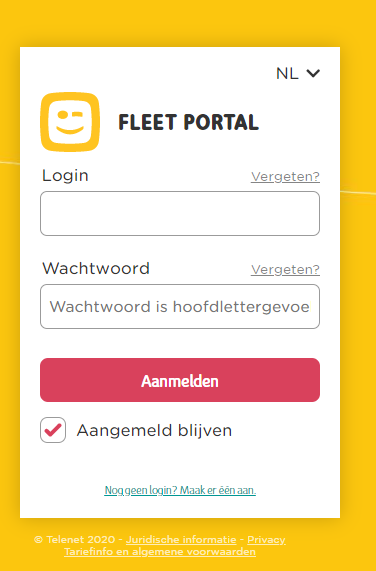 NL
FLEET PORTAL
Login Vergeten?
Wachtwoord Vergeten?
Wachtwoord is hoofdlettergevoe
Aanmelden
Aangemeld blijven
Nog geen login? Maak er één aan.
© Telenet 2020 - Juridische informatie - Privacy
Tariefinfo en algemene voorwaarden